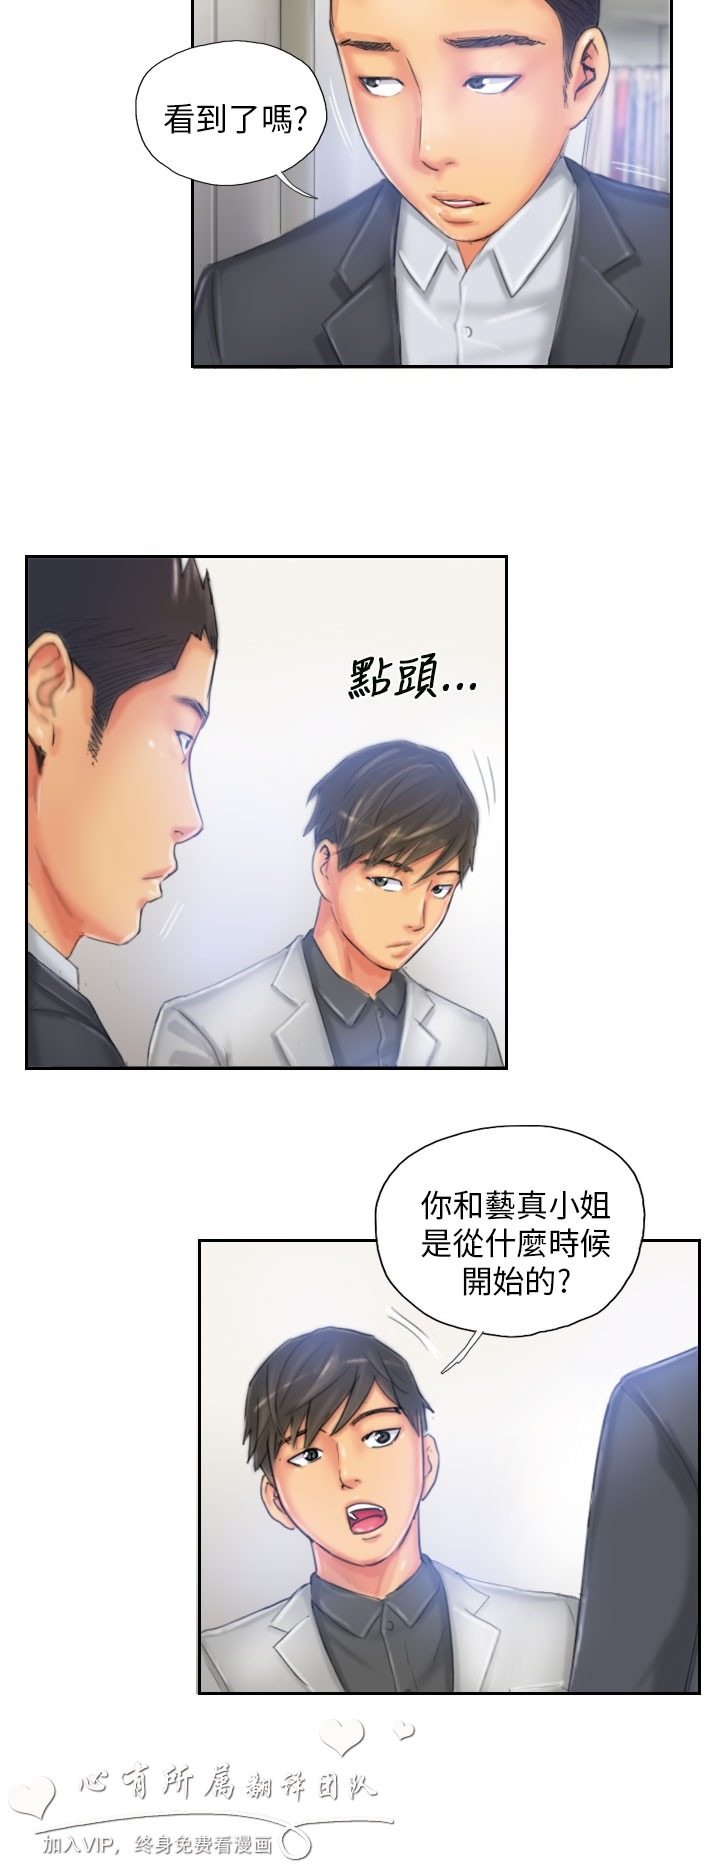 看到了嗎?
點頭...
你和藝真小姐
是從什麼時候
開始的?
心有所属翻译团队
加入VIP，终身免费看漫画